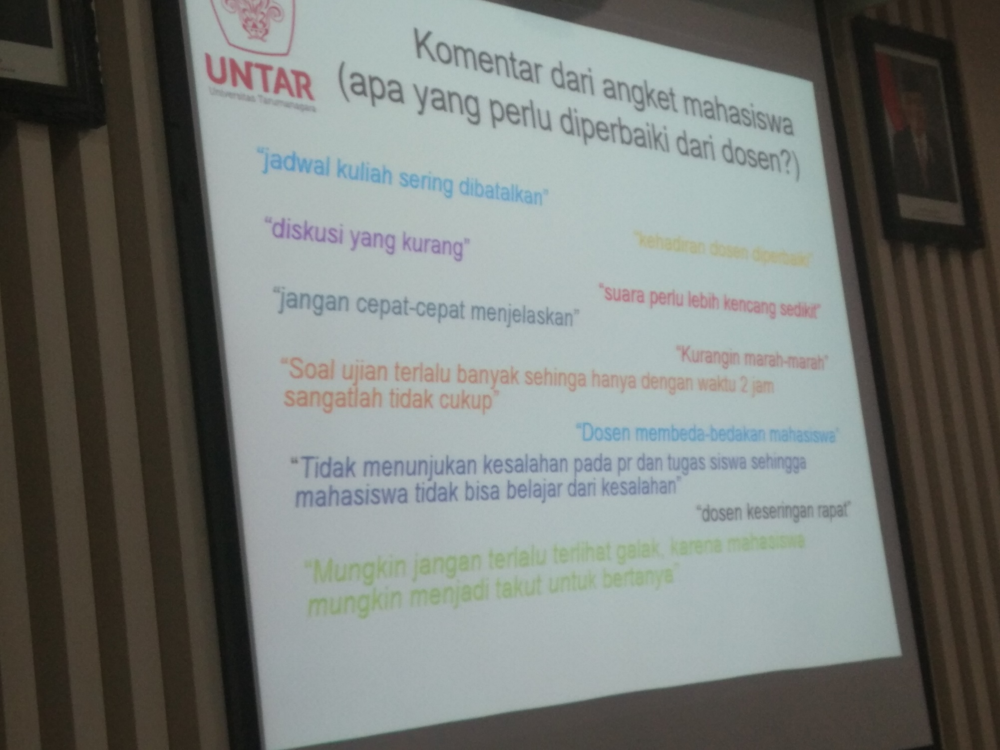 UNTAR
Universitas Tarumanagara
Komentar dari angket mahasiswa
(apa yang perlu diperbaiki dari dosen?)
“jadwal kuliah sering dibatalkan”
“diskusi yang kurang”
“kehadiran dosen diperbaiki”
“jangan cepat-cepat menjelaskan”
“suara perlu lebih kencang sedikit”
“Kurangin marah-marah”
“Soal ujian terlalu banyak sehinga hanya dengan waktu 2 jam
sangatlah tidak cukup”
“Dosen membeda-bedakan mahasiswa”
“Tidak menunjukan kesalahan pada pr dan tugas siswa sehingga
mahasiswa tidak bisa belajar dari kesalahan”
“dosen keseringan rapat”
“Mungkin jangan terlalu terlihat galak, karena mahasiswa
mungkin menjadi takut untuk bertanya”